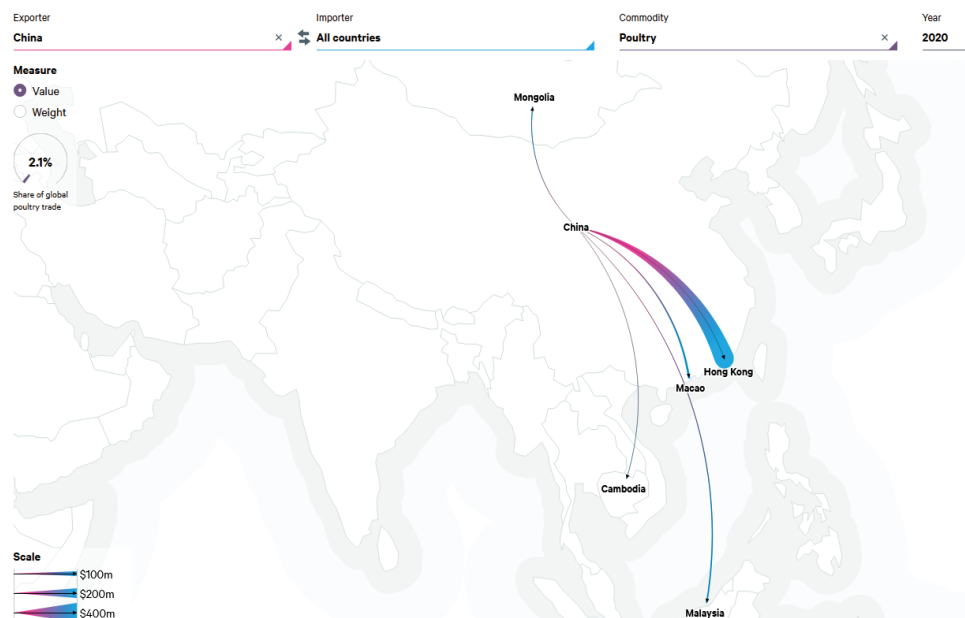 Exporter
Importer
Commodity
Year
China ×
All countries
Poultry ×
2020
Measure
Value
Weight
2.1%
Share of global
poultry trade
Mongolia
China
Hong Kong
Macao
Cambodia
Malaysia
Scale
$100m
$200m
$400m